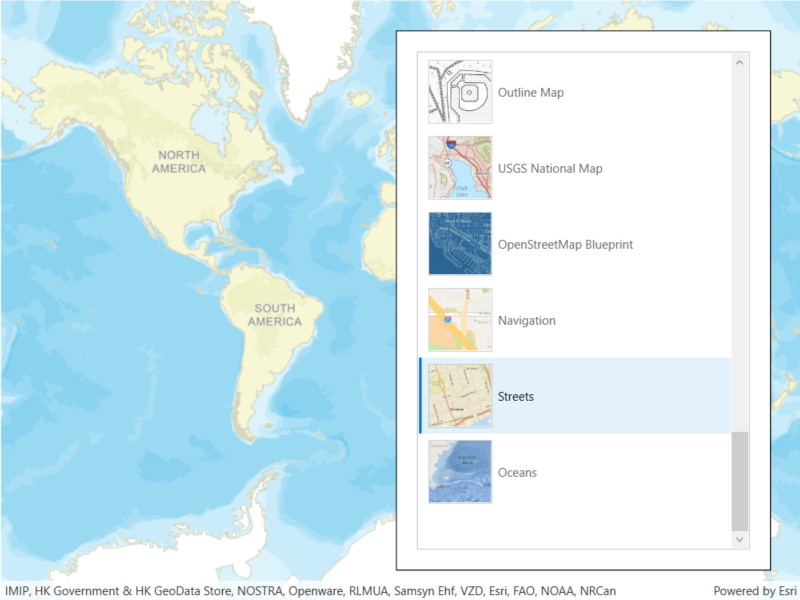 NORTH
AMERICA
SOUTH
AMERICA
Outline Map
USGS National Map
OpenStreetMap Blueprint
Navigation
Streets
Oceans
IMIP, HK Government & HK GeoData Store, NOSTRA, Openware, RLMUA, Samsyn Ehf, VZD, Esri, FAO, NOAA, NRCan
Powered by Esri